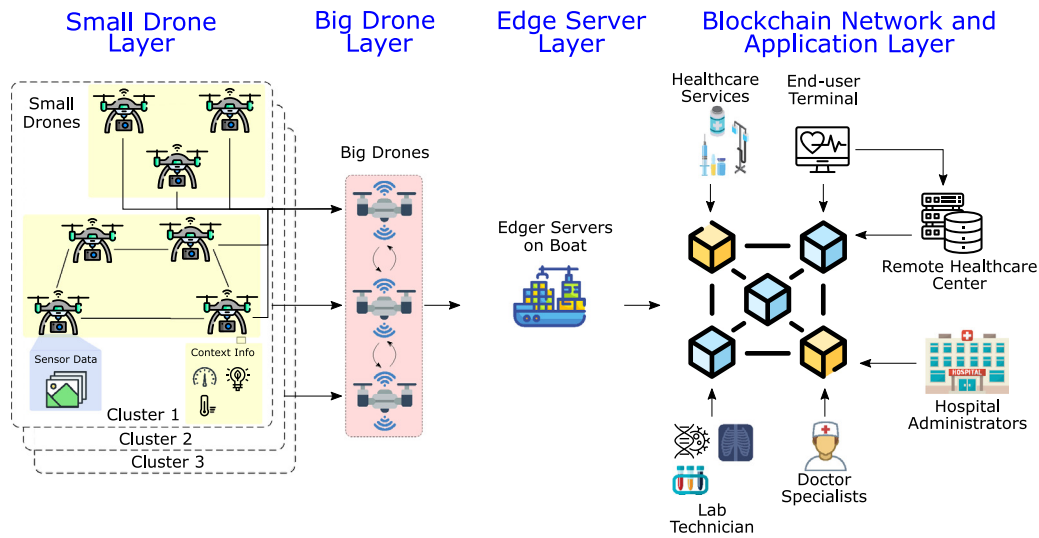 Small Drone
Layer
Big Drone
Layer
Edge Server
Layer
Blockchain Network and
Application Layer
Small
Drones
Sensor Data
Context Info
Cluster 1
Cluster 2
Cluster 3
Big Drones
Edger Servers
on Boat
Healthcare
Services
End-user
Terminal
Remote Healthcare
Center
HOSPITAL
Hospital
Administrators
Doctor
Specialists
Lab
Technician